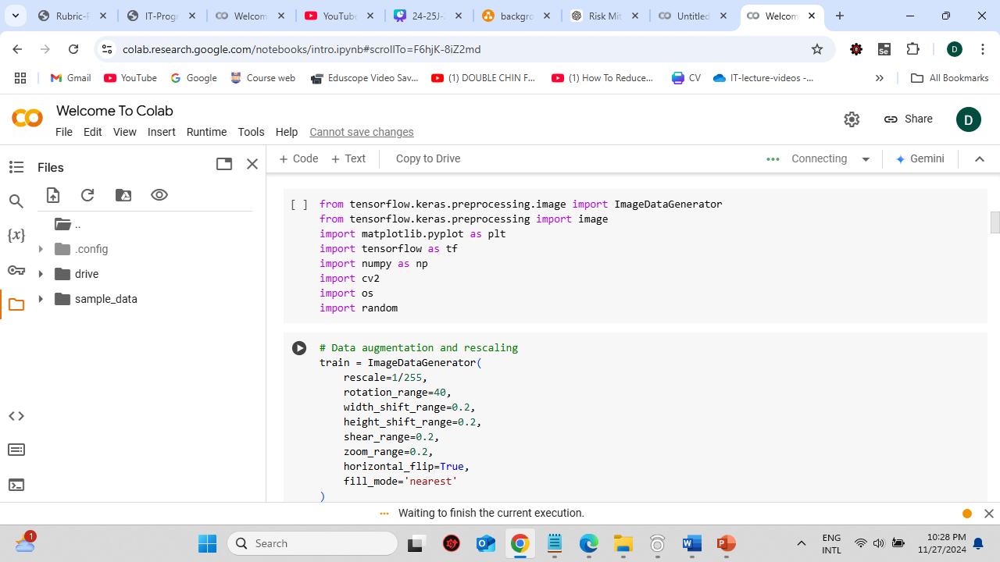 Rubric-F
IT-Progr
Welcom
YouTube
24-25J-
backgro
Risk Mit
Untitled
Welcom
colab.research.google.com/notebooks/intro.ipynb#scrollTo=F6hjK-8iZ2md
Se
D
Gmail
YouTube
Google
Course web
Eduscope Video Sav...
(1) DOUBLE CHIN F...
(1) How To Reduce...
CV
IT-lecture-videos -...
All Bookmarks
Welcome To Colab
File Edit View Insert Runtime Tools Help Cannot save changes
Share
D
Files
+ Code + Text Copy to Drive
Connecting
Gemini
..
.config
drive
sample_data
[ ] from tensorflow.keras.preprocessing.image import ImageDataGenerator
from tensorflow.keras.preprocessing import image
import matplotlib.pyplot as plt
import tensorflow as tf
import numpy as np
import cv2
import os
import random
# Data augmentation and rescaling
train = ImageDataGenerator(
rescale=1/255,
rotation_range=40,
width_shift_range=0.2,
height_shift_range=0.2,
shear_range=0.2,
zoom_range=0.2,
horizontal_flip=True,
fill_mode='nearest'
)
Waiting to finish the current execution.
1
Search
ENG
INTL
10:28 PM
11/27/2024